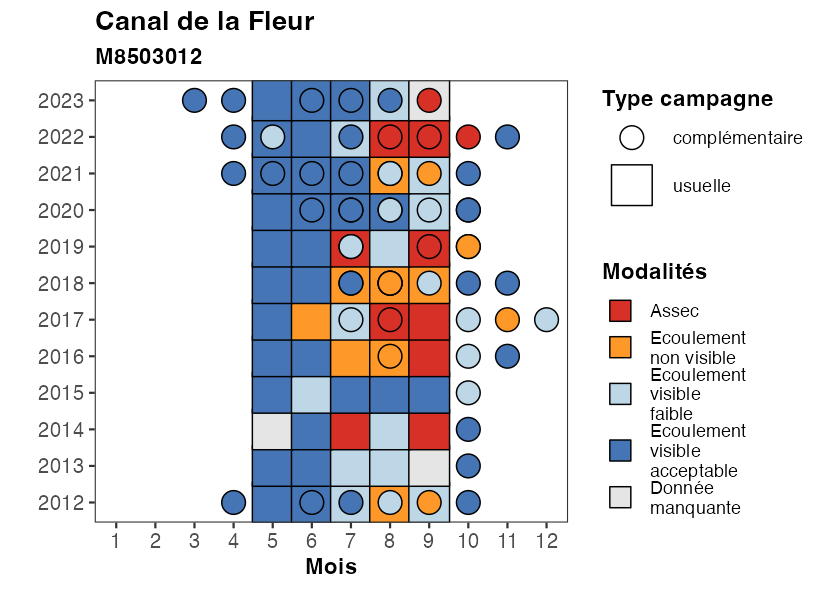 Canal de la Fleur
M8503012
2023
2022
2021
2020
2019
2018
2017
2016
2015
2014
2013
2012
1 2 3 4 5 6 7 8 9 10 11 12
Mois
Type campagne
complémentaire
usuelle
Modalités
Assec
Ecoulement
non visible
Ecoulement
visible
faible
Ecoulement
visible
acceptable
Donnée
manquante